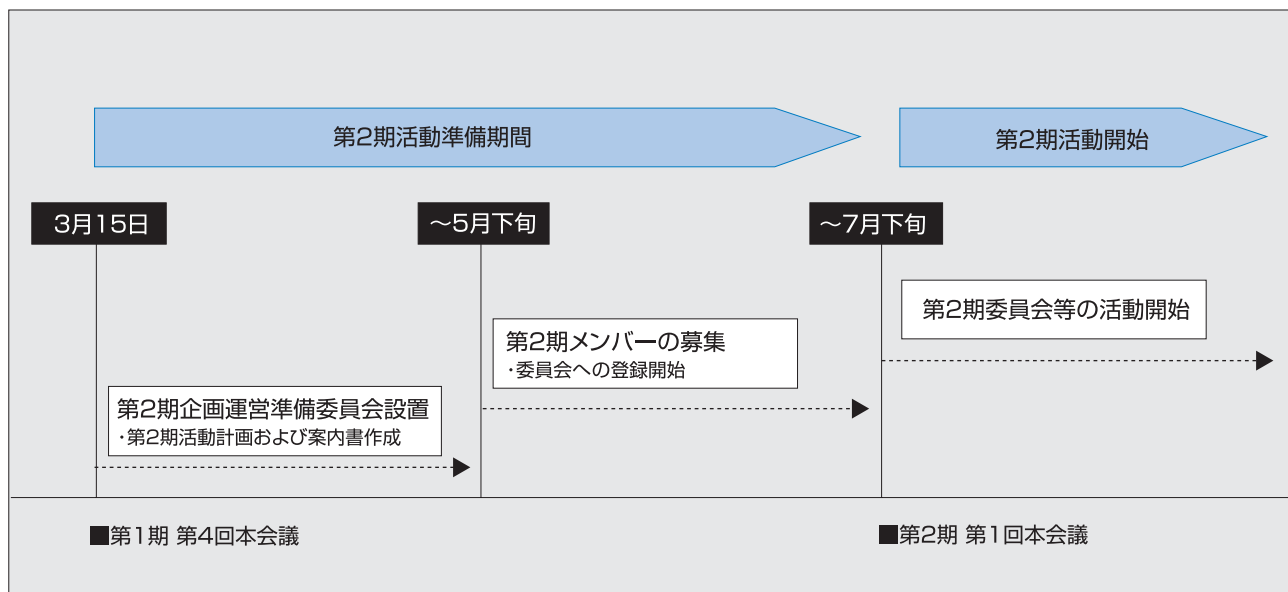 第2期活動準備期間
第2期活動開始
3月15日
～5月下旬
～7月下旬
第2期委員会等の活動開始
第2期メンバーの募集
・委員会への登録開始
第2期企画運営準備委員会設置
・第2期活動計画および案内書作成
■第1期 第4回本会議
■第2期 第1回本会議